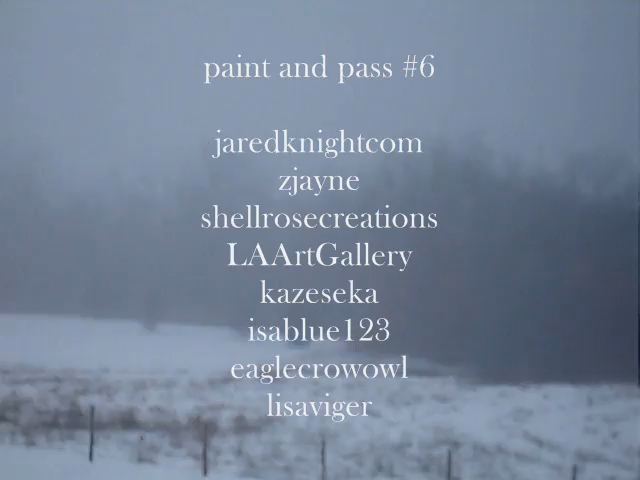 paint and pass #6
jaredknightcom
zjayne
shellrosecreations
LAArtGallery
kazeseka
isablue123
eaglecrowowl
lisaviger